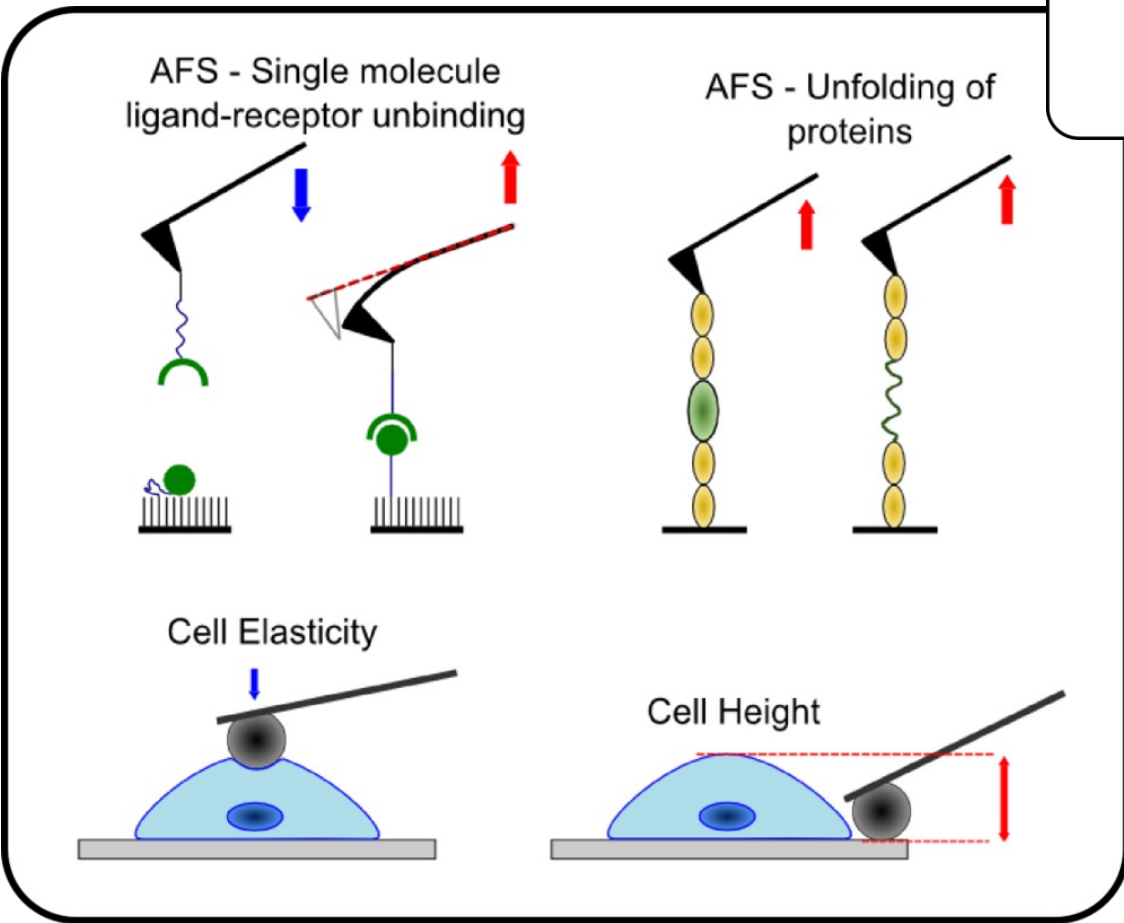 AFS - Single molecule
ligand-receptor unbinding
AFS - Unfolding of
proteins
Cell Elasticity
Cell Height